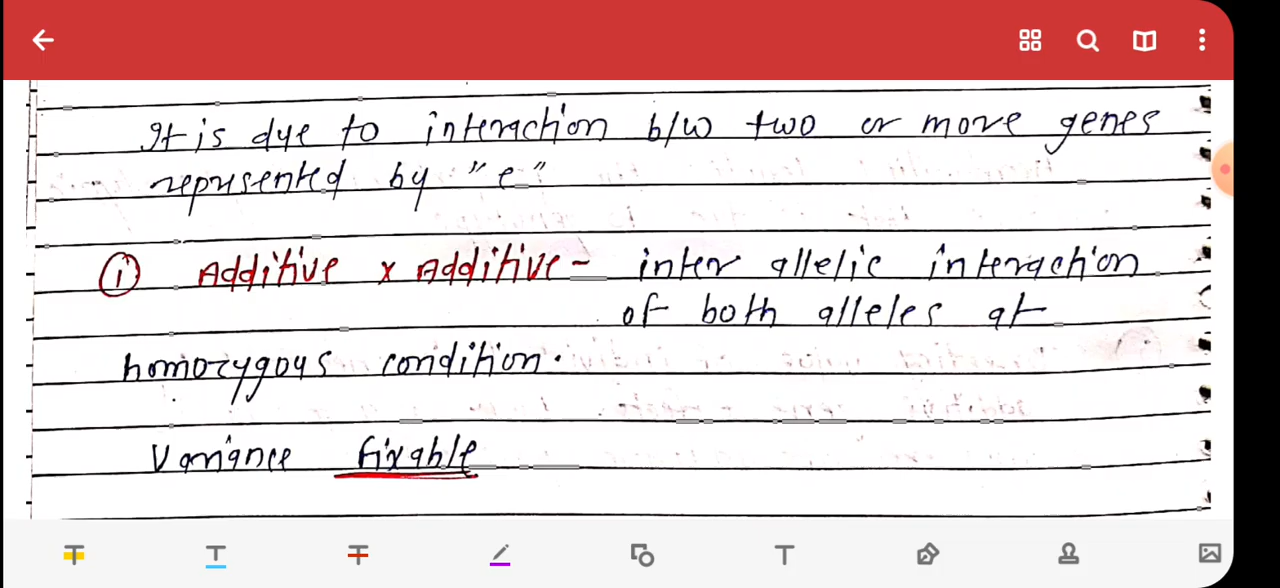 It is due to interaction b/w two or more genes
represented by "e"
① Additive x Additive - inter allelic interaction
of both alleles at
homozygous condition.
Variance fixable